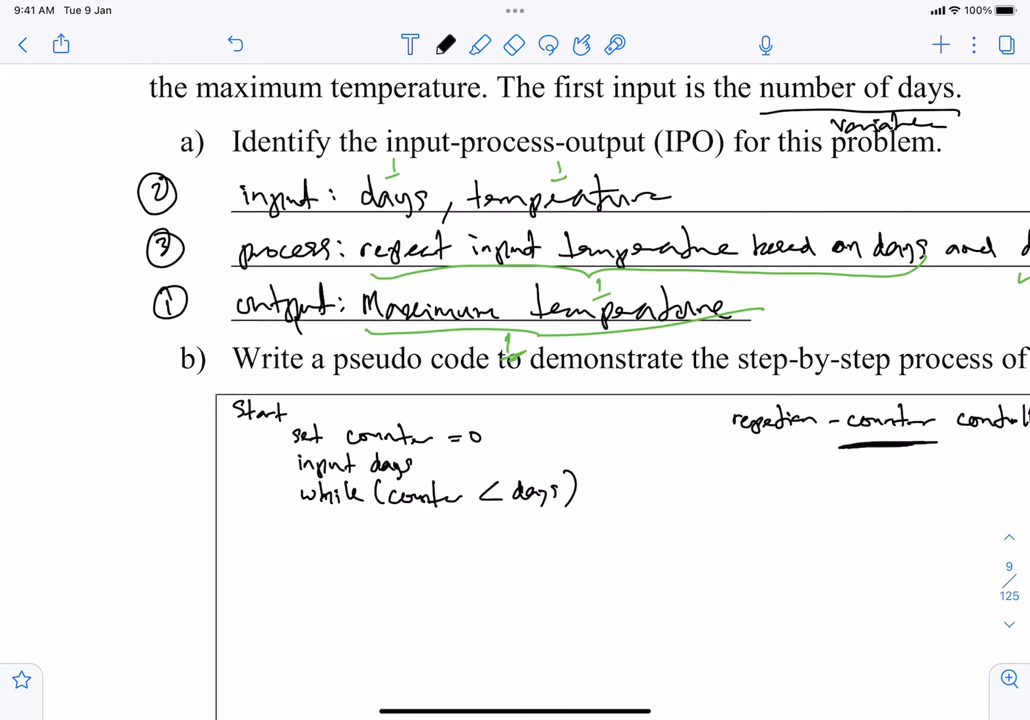 9:41 AM Tue 9 Jan
100%
the maximum temperature. The first input is the number of days.
variables
a) Identify the input-process-output (IPO) for this problem.
1 1
② input: days, temperature
③ process: repeat input temperature based on days and
1
① output: Maximum temperature
1
b) Write a pseudo code to demonstrate the step-by-step process of
Start
repetition - counter control
set counter = 0
input days
while (counter < days)
9
/
125